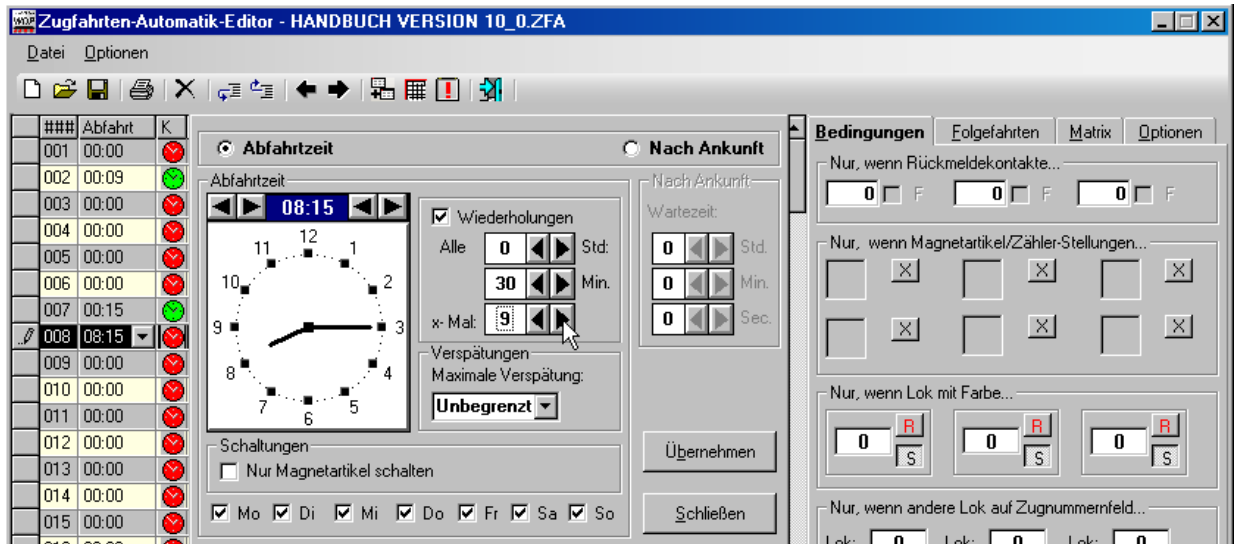 Zugfahrten-Automatik-Editor - HANDBUCH VERSION 10_0.ZFA
Datei Optionen
### Abfahrt K
001 00:00
002 00:09
003 00:00
004 00:00
005 00:00
006 00:00
007 00:15
008 08:15
009 00:00
010 00:00
011 00:00
012 00:00
013 00:00
014 00:00
015 00:00
Abfahrtzeit
Nach Ankunft
Abfahrtzeit
08:15
12
1
2
3
4
5
6
7
8
9
10
11
Wiederholungen
Alle 0 Std:
30 Min.
x- Mal: 9
Verspätungen
Maximale Verspätung:
Unbegrenzt
Nach Ankunft
Wartezeit:
0 Std.
0 Min.
0 Sec.
Schaltungen
Nur Magnetartikel schalten
Mo Di Mi Do Fr Sa So
Übernehmen
Schließen
Bedingungen Folgefahrten Matrix Optionen
Nur, wenn Rückmeldekontakte...
0 F 0 F 0 F
Nur, wenn Magnetartikel/Zähler-Stellungen...
X X X
X X X
Nur, wenn Lok mit Farbe...
0 R S 0 R S 0 R S
Nur, wenn andere Lok auf Zugnummernfeld...
Lok: 0 Lok: 0 Lok: 0